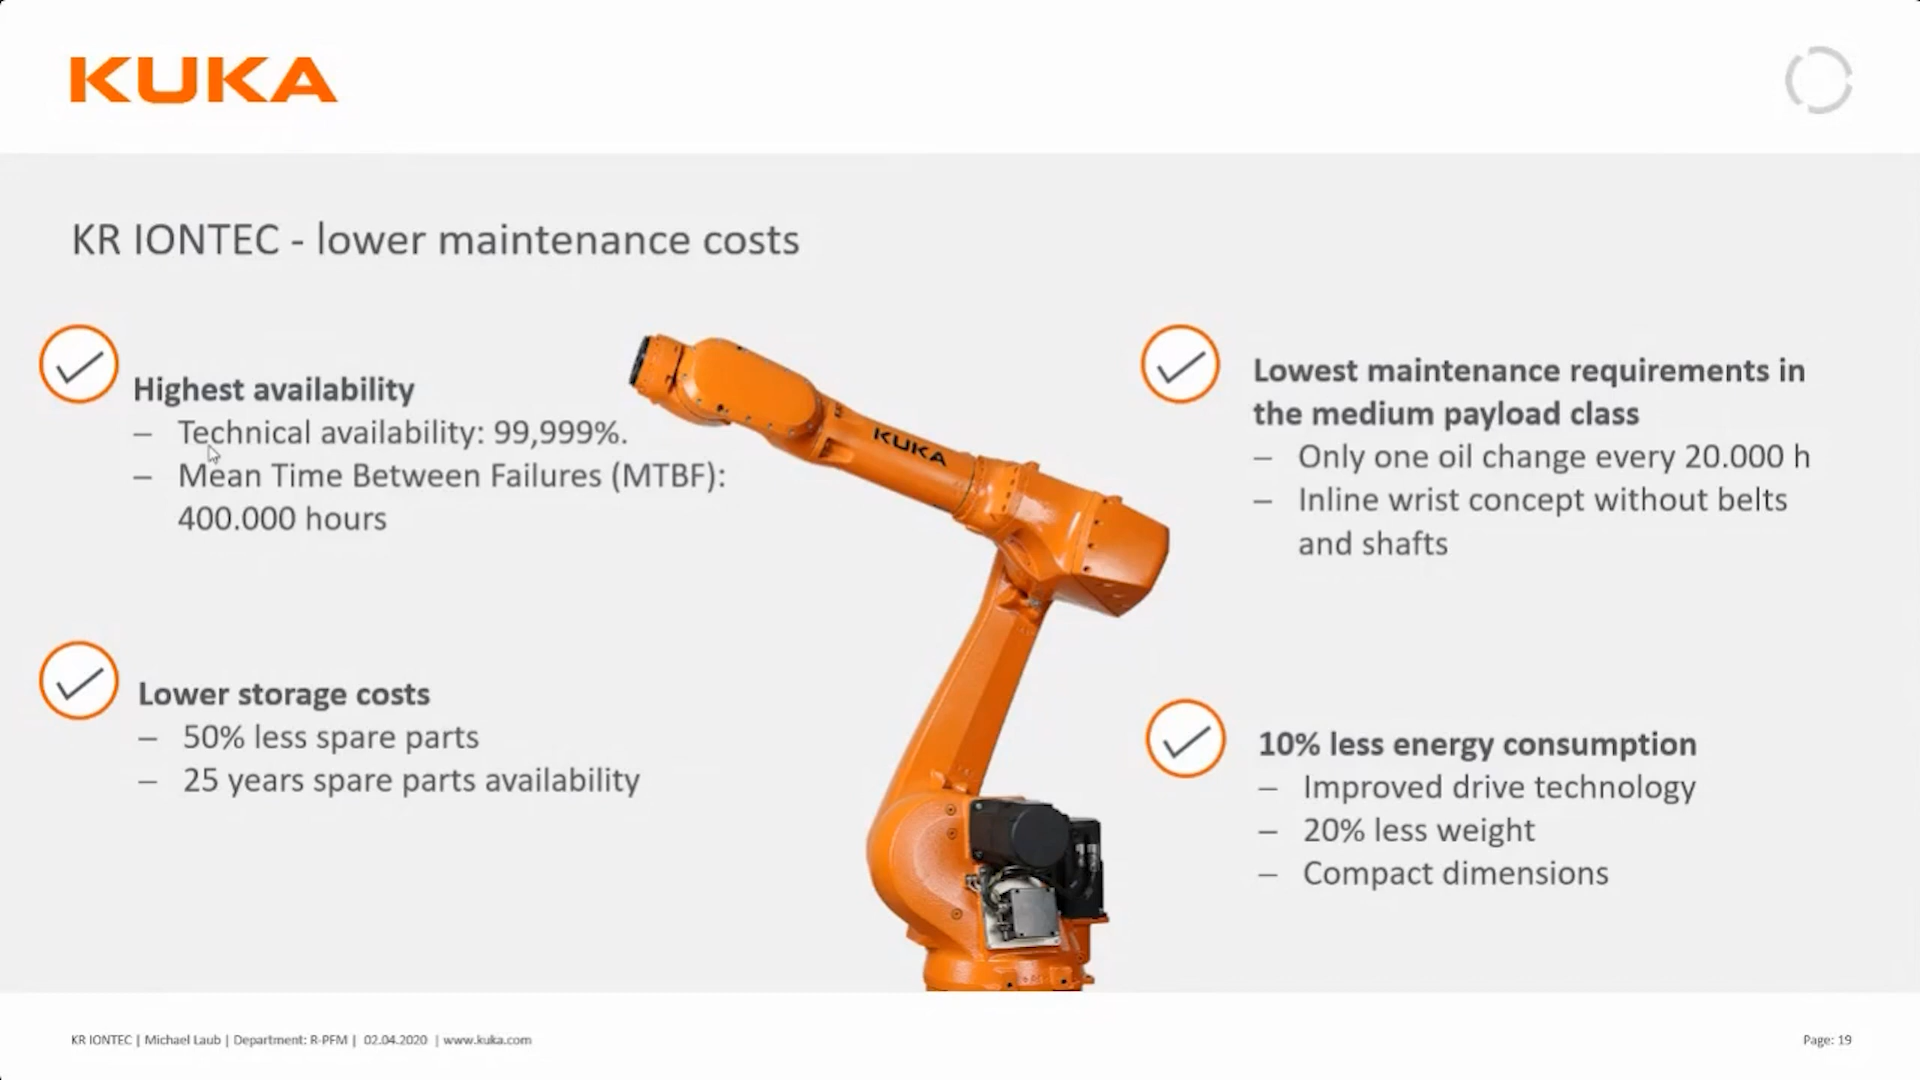 KUKA
KR IONTEC - lower maintenance costs
Highest availability
– Technical availability: 99,999%.
– Mean Time Between Failures (MTBF):
400.000 hours
Lower storage costs
– 50% less spare parts
– 25 years spare parts availability
KUKA
Lowest maintenance requirements in
the medium payload class
– Only one oil change every 20.000 h
– Inline wrist concept without belts
and shafts
10% less energy consumption
– Improved drive technology
– 20% less weight
– Compact dimensions
KR IONTEC | Michael Laub | Department: R-PFM | 02.04.2020 | www.kuka.com
Page: 19